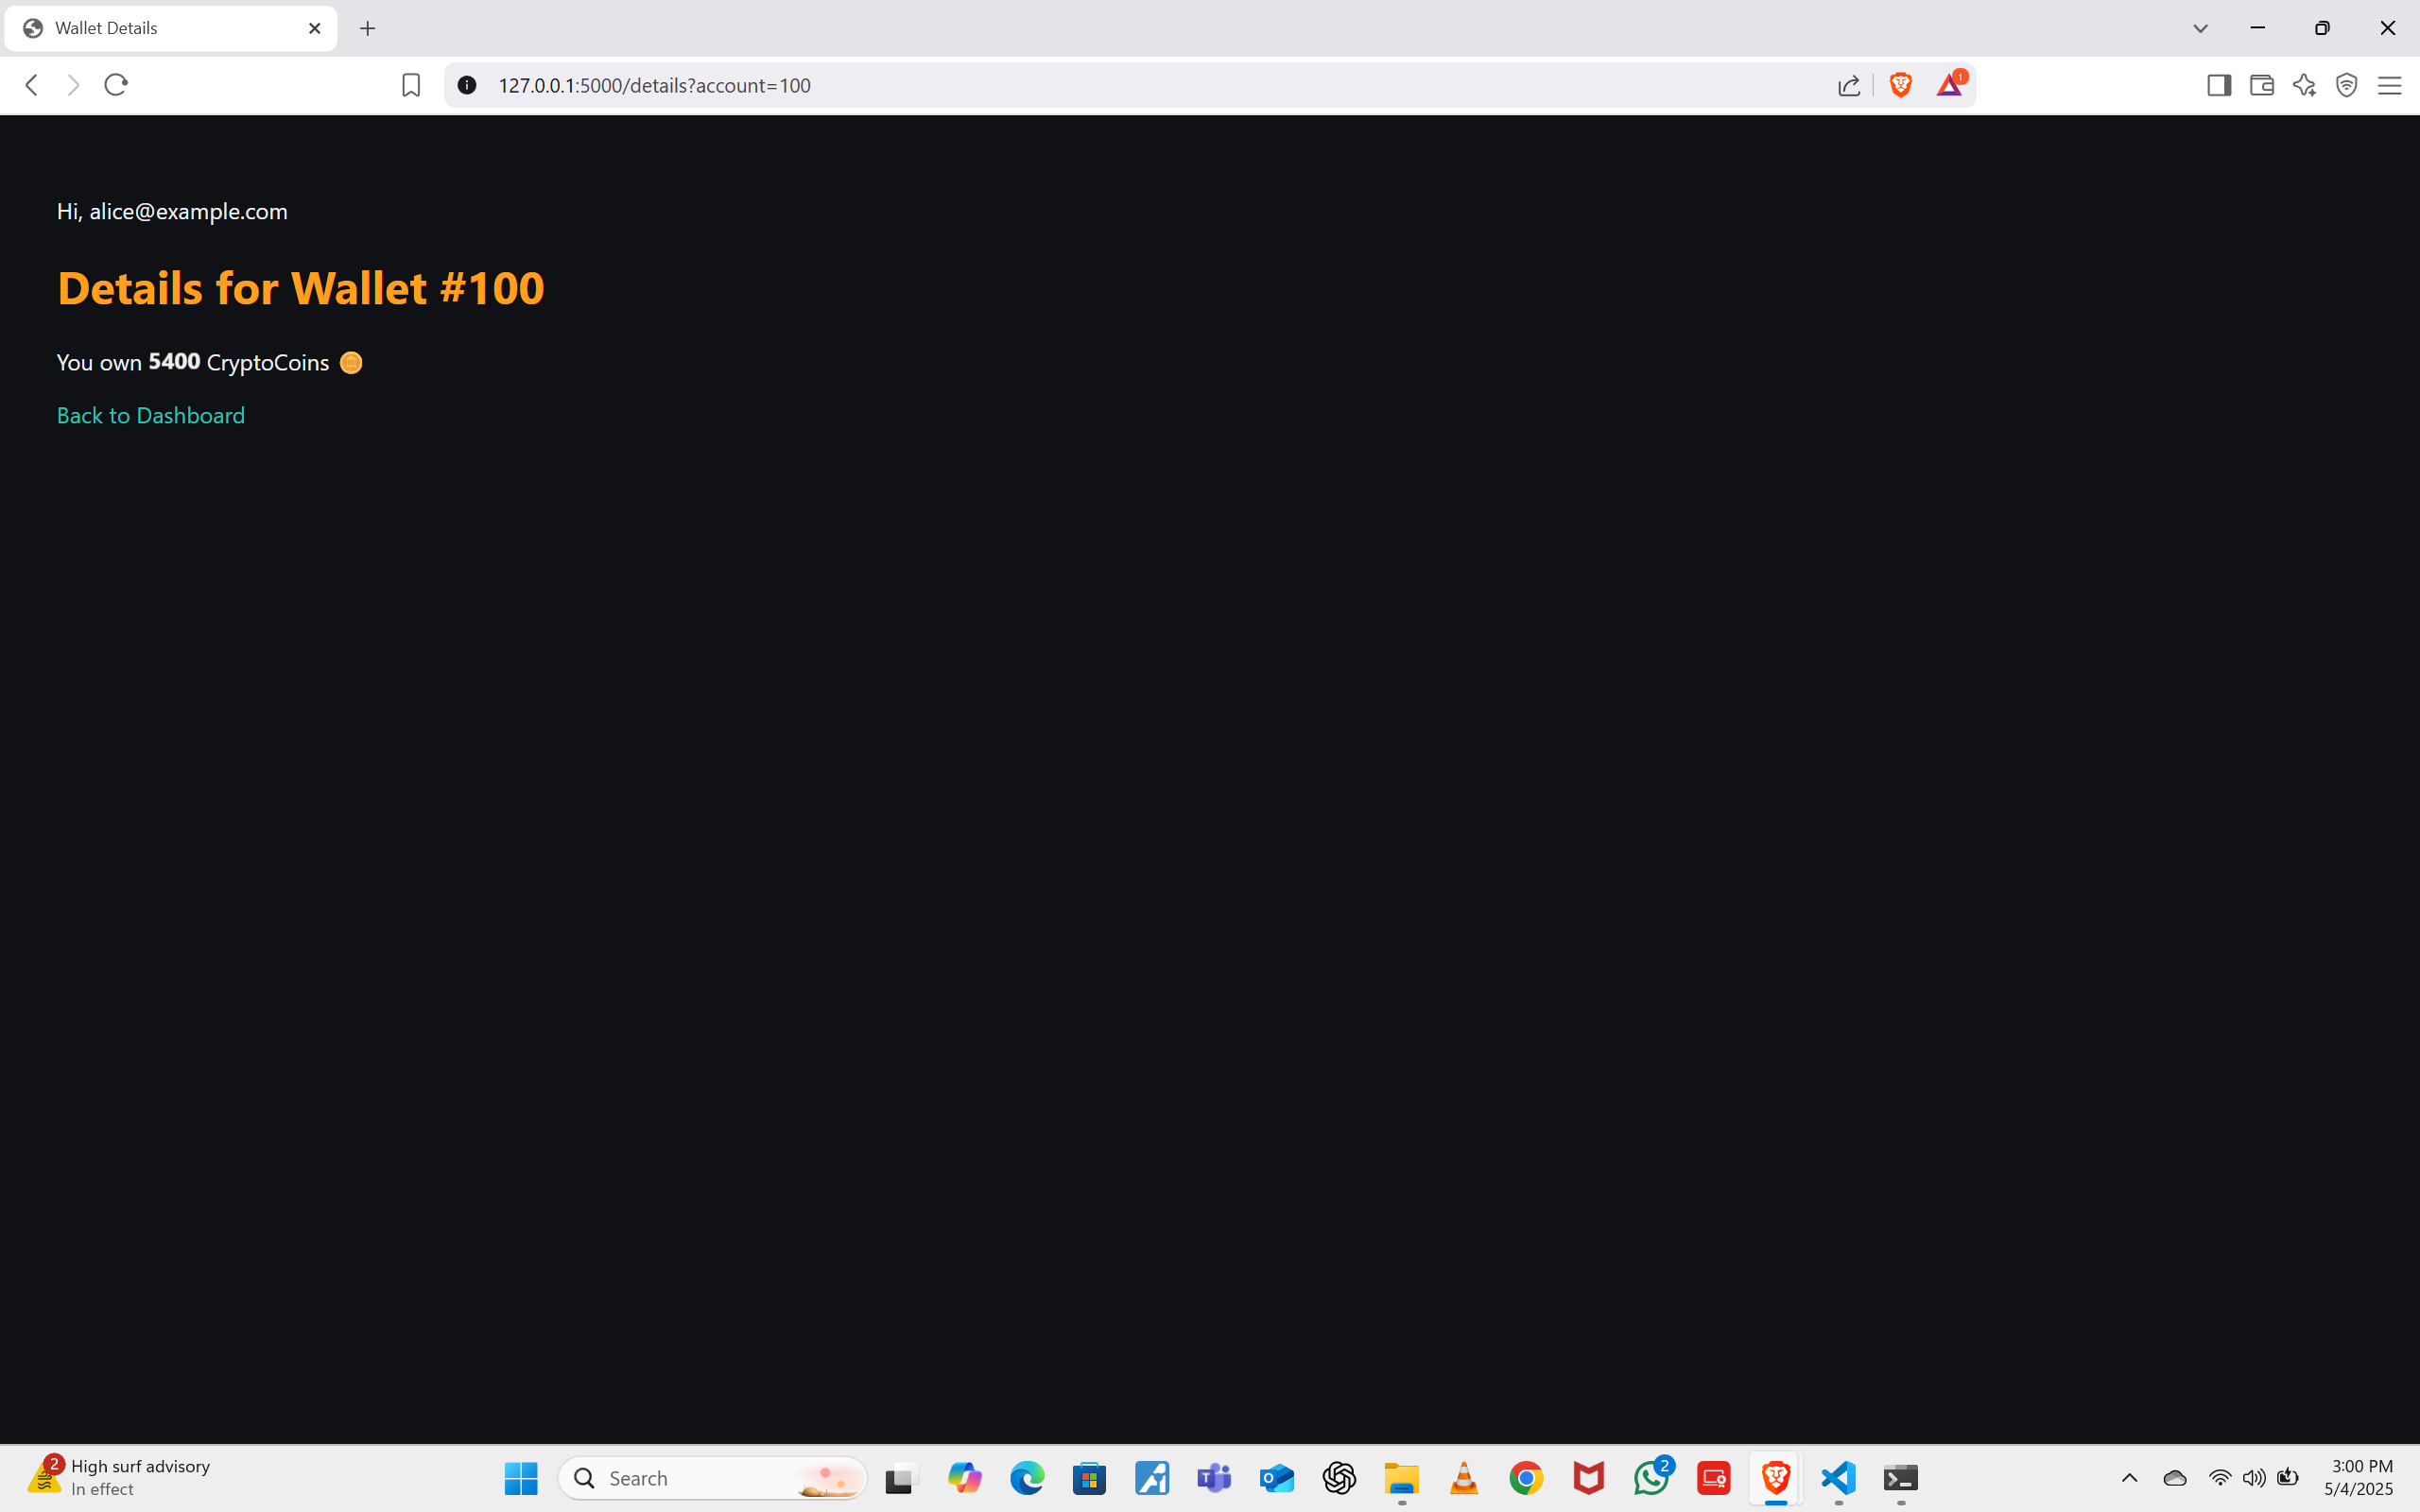 Wallet Details
127.0.0.1:5000/details?account=100
1
Hi, alice@example.com
Details for Wallet #100
You own 5400 CryptoCoins
Back to Dashboard
2
High surf advisory
In effect
Search
2
3:00 PM
5/4/2025